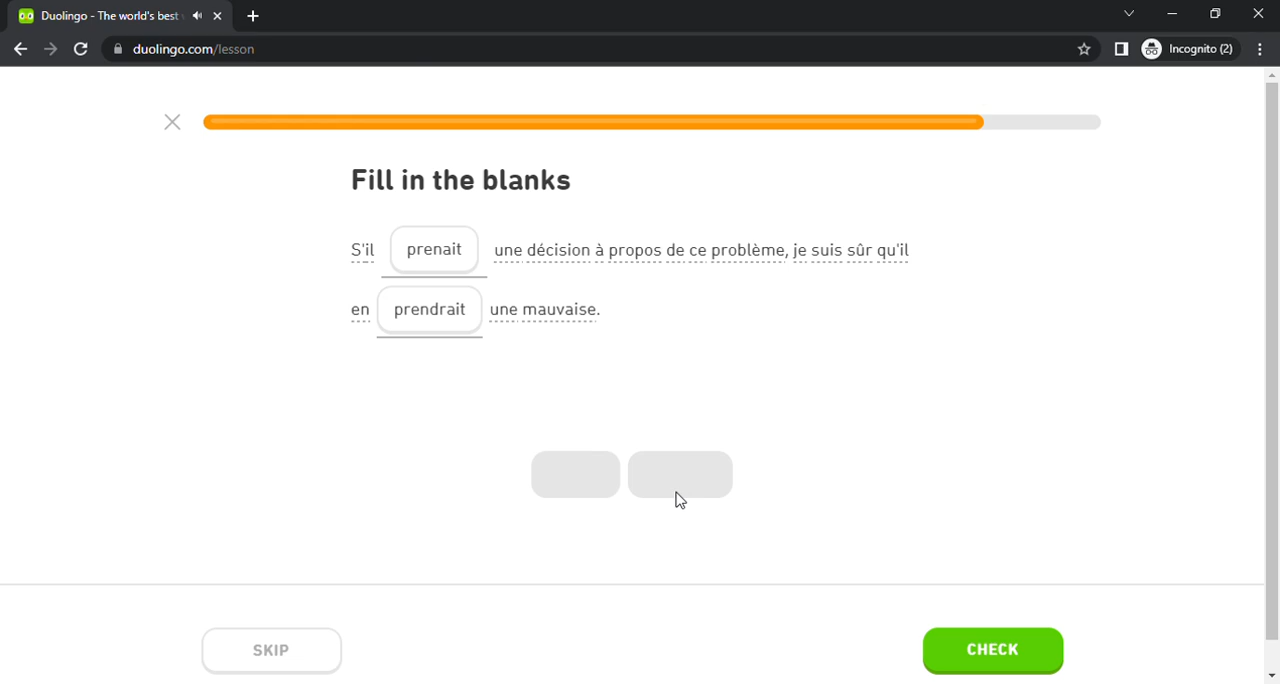 Duolingo - The world's best
duolingo.com/lesson
Incognito (2)
Fill in the blanks
S'il prenait une décision à propos de ce problème, je suis sûr qu'il
en prendrait une mauvaise.
SKIP
CHECK